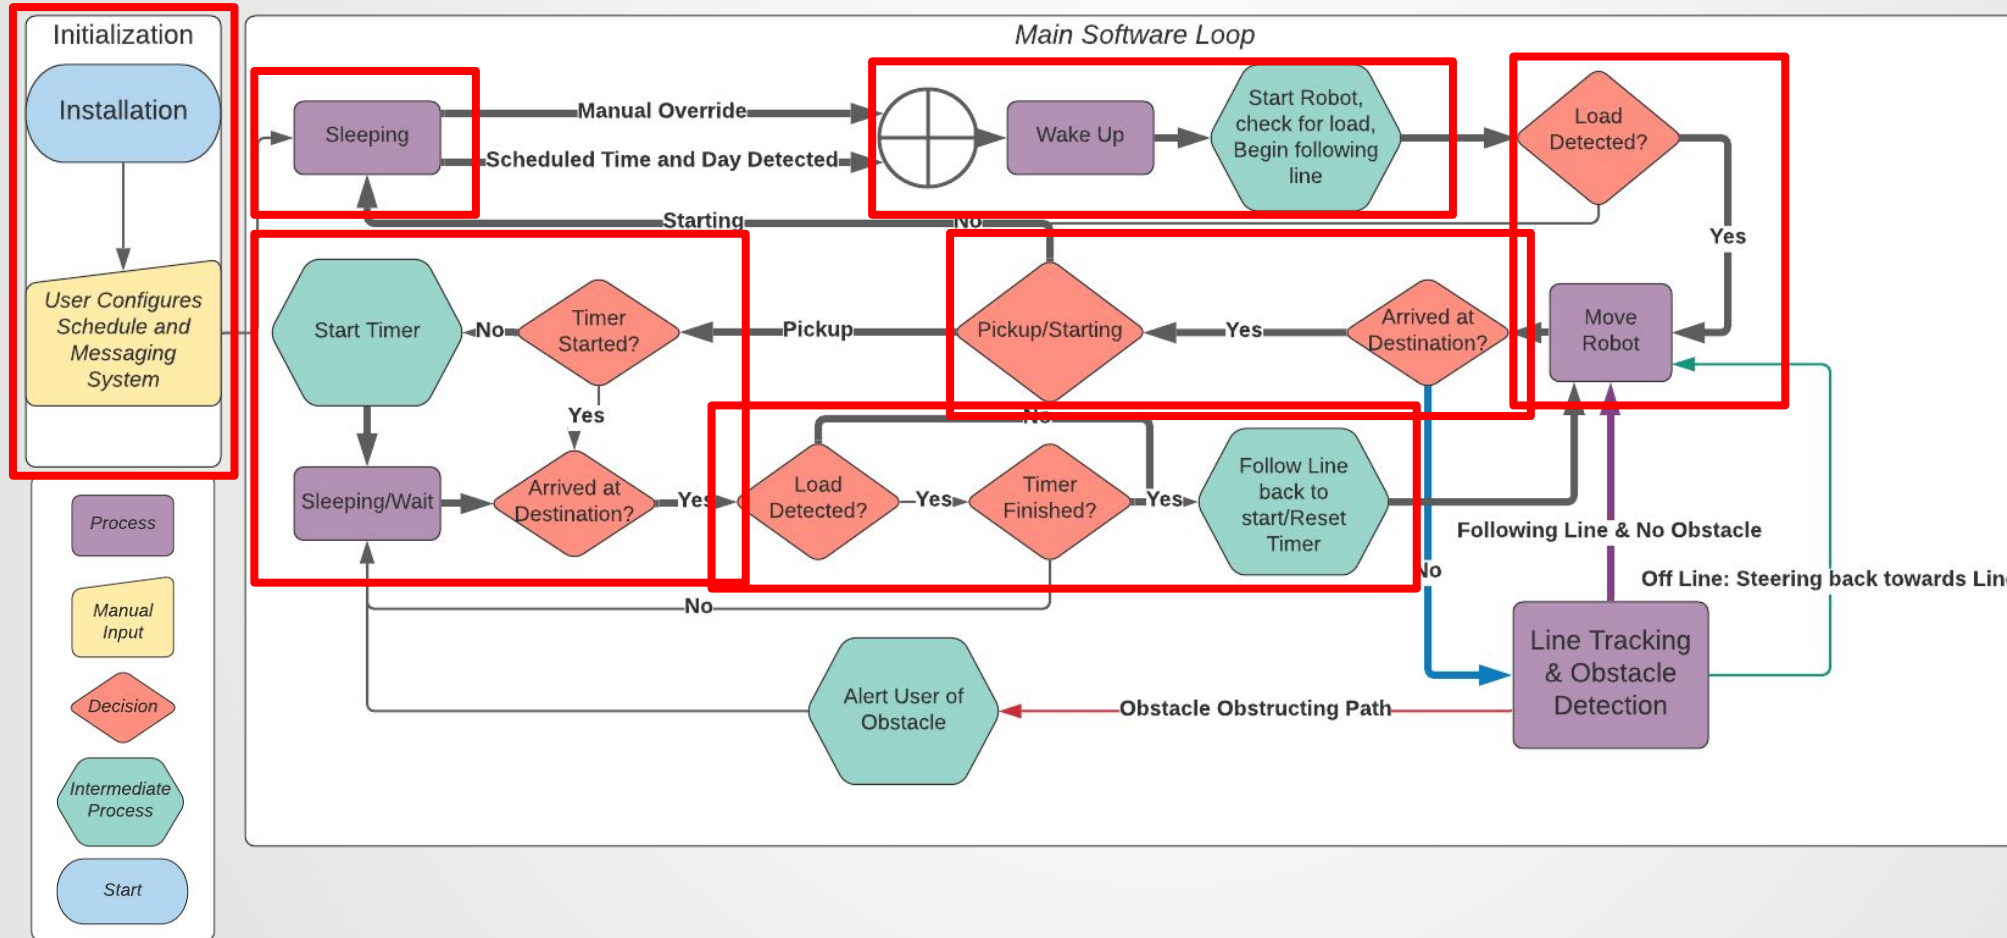 Initialization
Installation
User Configures
Schedule and
Messaging
System
Process
Manual
Input
Decision
Intermediate
Process
Start
Main Software Loop
Sleeping
Manual Override
Scheduled Time and Day Detected
Wake Up
Start Robot,
check for load,
Begin following
line
Load
Detected?
Yes
No
Starting
Move
Robot
Arrived at
Destination?
Yes
Pickup/Starting
Pickup
Timer
Started?
No
Start Timer
Yes
Sleeping/Wait
Arrived at
Destination?
Yes
Load
Detected?
No
Yes
Timer
Finished?
Yes
Follow Line
back to
start/Reset
Timer
No
No
Following Line & No Obstacle
Off Line: Steering back towards
Line Tracking
& Obstacle
Detection
Obstacle Obstructing Path
Alert User of
Obstacle